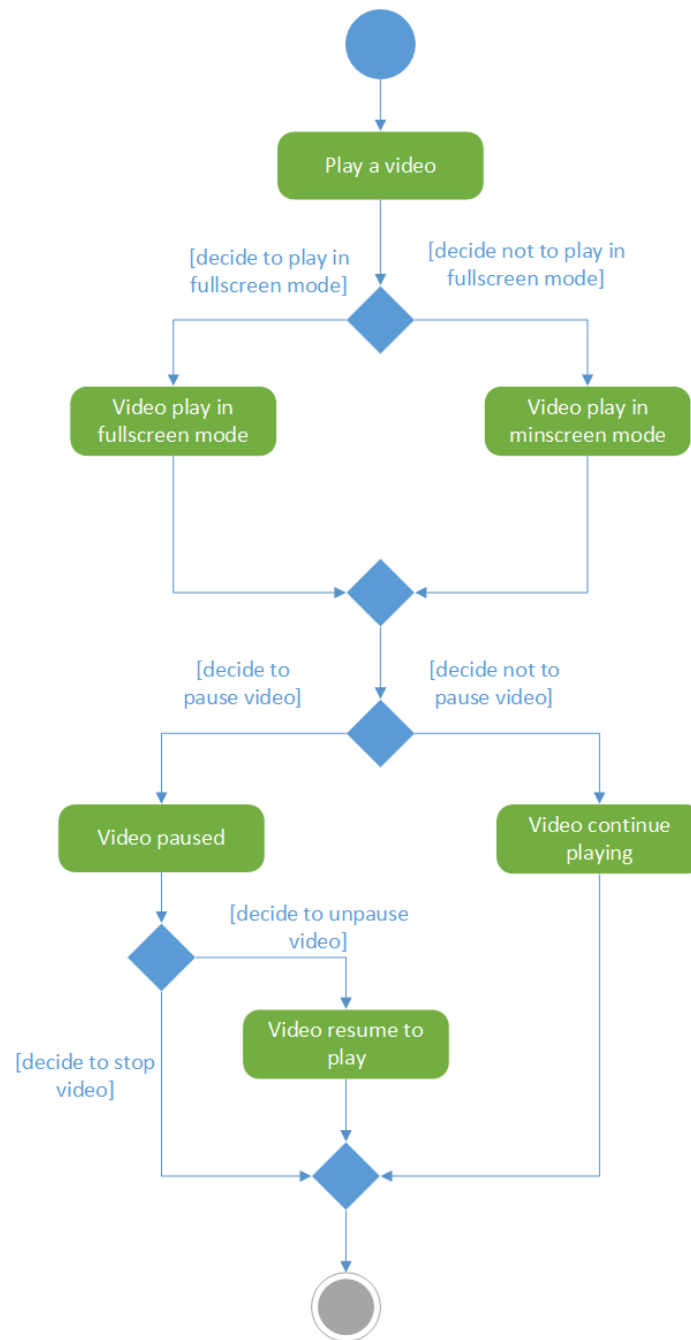 Play a video
[decide to play in
fullscreen mode]
[decide not to play in
fullscreen mode]
Video play in
fullscreen mode
Video play in
minscreen mode
[decide to
pause video]
[decide not to
pause video]
Video paused
Video continue
playing
[decide to unpause
video]
Video resume to
play
[decide to stop
video]